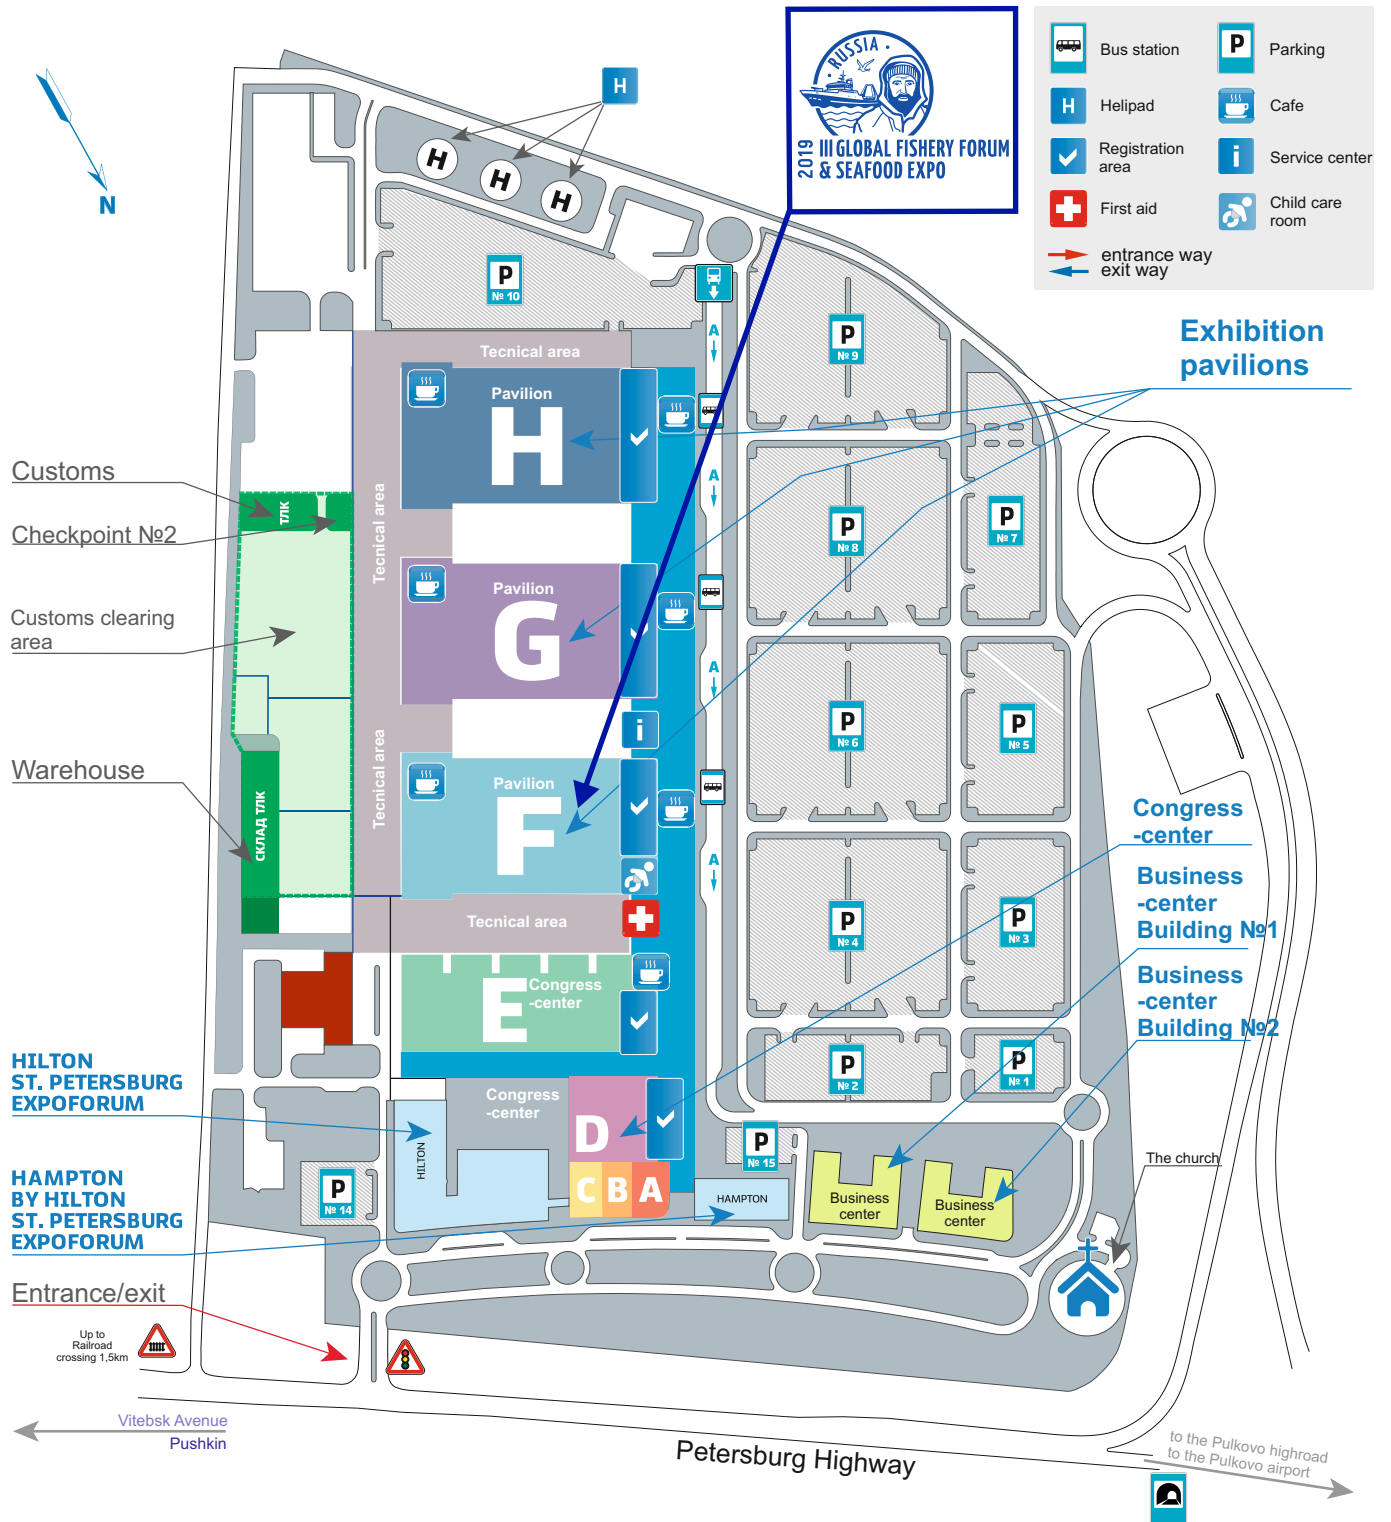 RUSSIA
2019
III GLOBAL FISHERY FORUM
& SEAFOOD EXPO
Bus station
P
Parking
H
Helipad
Cafe
Registration
area
i
Service center
First aid
Child care
room
entrance way
exit way
N
H
H
H
H
P
№ 10
A
P
№ 9
Exhibition
pavilions
Tecnical area
Pavilion
H
Customs
ТЛК
Checkpoint №2
Tecnical area
A
P
№ 8
P
№ 7
Pavilion
G
Customs clearing
area
A
P
№ 6
P
№ 5
i
Tecnical area
Warehouse
СКЛАД ТЛК
Pavilion
F
A
Congress
-center
Business
-center
Building №1
P
№ 4
P
№ 3
Tecnical area
Business
-center
Building №2
E
Congress
-center
P
№ 2
P
№ 1
HILTON
ST. PETERSBURG
EXPOFORUM
Congress
-center
D
HILTON
P
№ 15
The church
HAMPTON
BY HILTON
ST. PETERSBURG
EXPOFORUM
P
№ 14
C B A
HAMPTON
Business
center
Business
center
Entrance/exit
Up to
Railroad
crossing 1,5km
Vitebsk Avenue
Pushkin
Petersburg Highway
to the Pulkovo highroad
to the Pulkovo airport